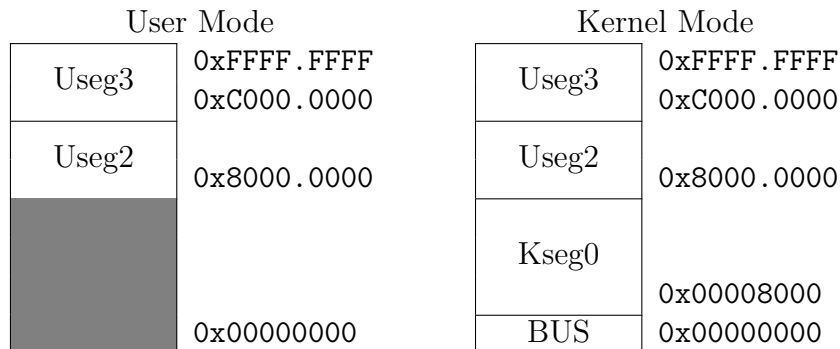 User Mode
Useg3
0xFFFF.FFFF
0xC000.0000
Useg2
0x8000.0000
0x00000000
Kernel Mode
Useg3
0xFFFF.FFFF
0xC000.0000
Useg2
0x8000.0000
Kseg0
0x00008000
BUS
0x00000000